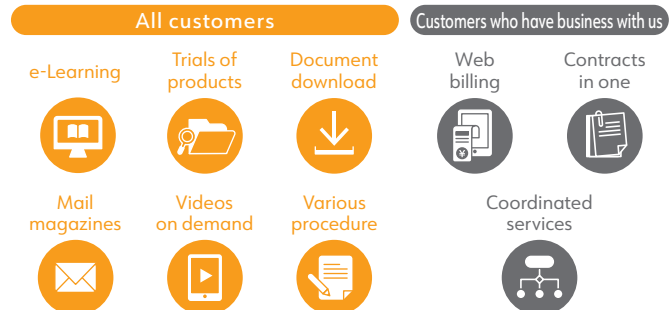 All customers
Customers who have business with us
e-Learning
Trials of
products
Document
download
Web
billing
Contracts
in one
¥
Mail
magazines
Videos
on demand
Various
procedure
Coordinated
services